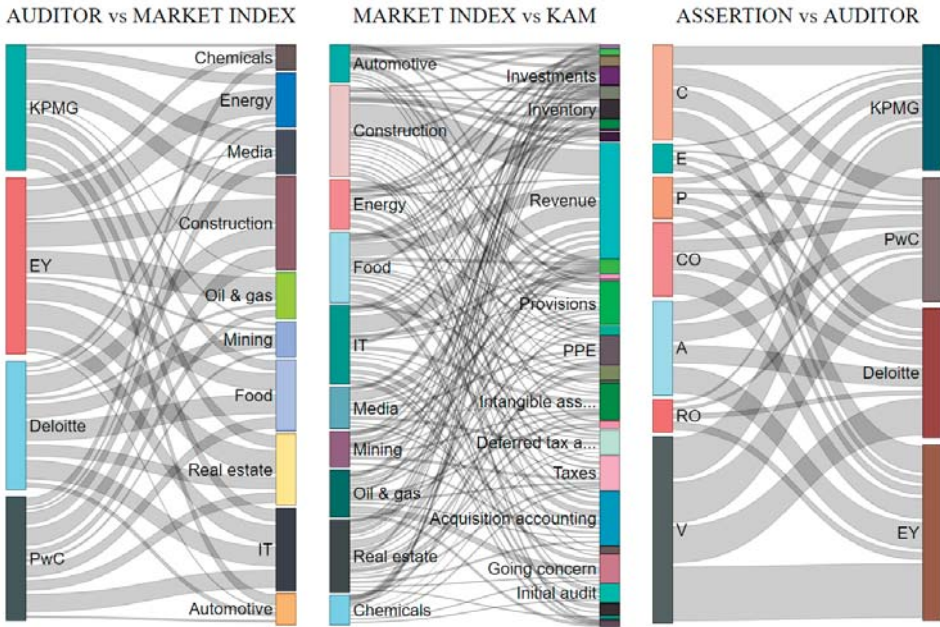 AUDITOR vs MARKET INDEX
KPMG
EY
Deloitte
PwC
Chemicals
Energy
Media
Construction
Oil & gas
Mining
Food
Real estate
IT
Automotive
MARKET INDEX vs KAM
Automotive
Construction
Energy
Food
IT
Media
Mining
Oil & gas
Real estate
Chemicals
Investments
Inventory
Revenue
Provisions
PPE
Intangible ass...
Deferred tax a...
Taxes
Acquisition accounting
Going concern
Initial audit
ASSERTION vs AUDITOR
C
E
P
CO
A
RO
V
KPMG
PwC
Deloitte
EY